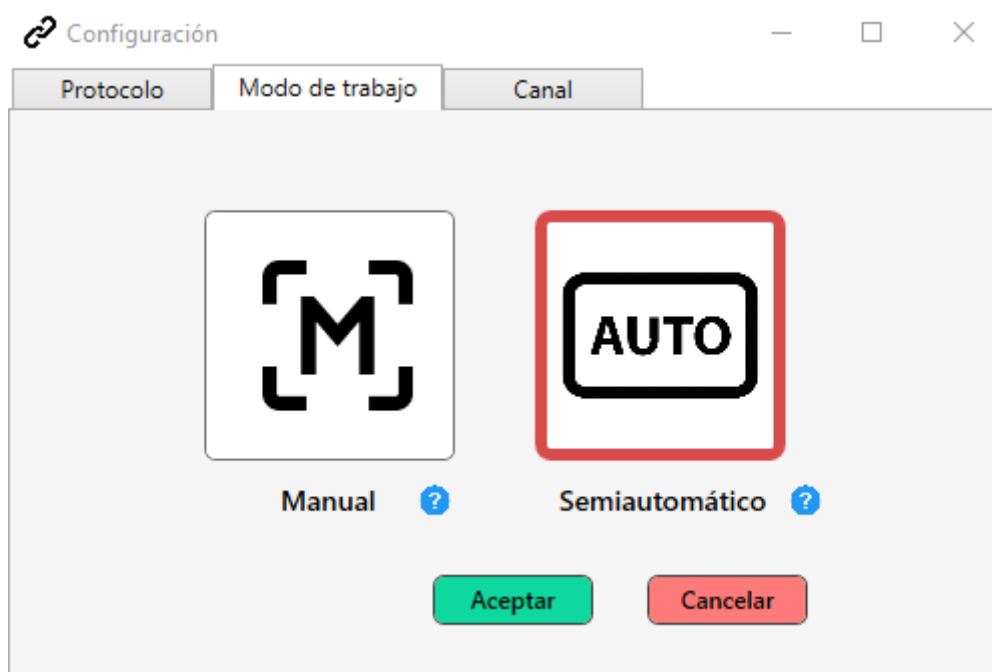 Configuración
Protocolo Modo de trabajo Canal
M AUTO
Manual ? Semiautomático ?
Aceptar Cancelar